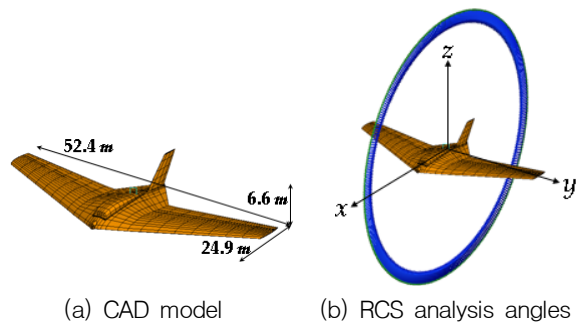 52.4 m
6.6 m
24.9 m
z
y
x
(a) CAD model
(b) RCS analysis angles